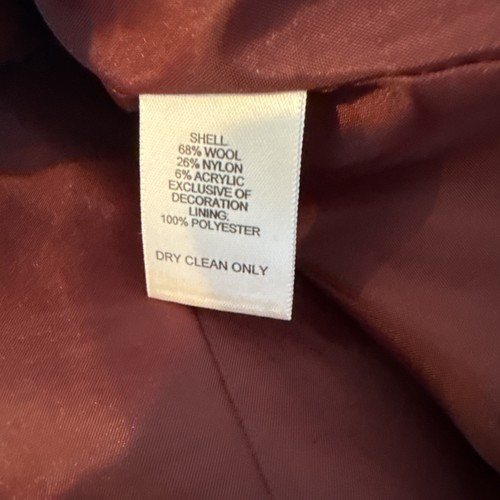 SHELL
68% WOOL
26% NYLON
6% ACRYLIC
EXCLUSIVE OF
DECORATION
LINING:
100% POLYESTER
DRY CLEAN ONLY